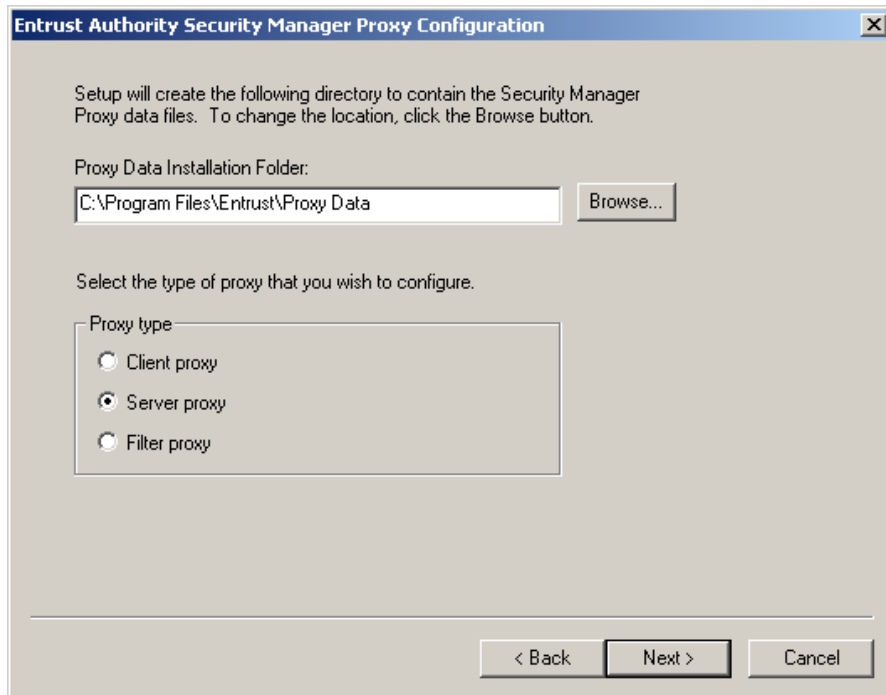 Entrust Authority Security Manager Proxy Configuration
Setup will create the following directory to contain the Security Manager
Proxy data files. To change the location, click the Browse button.
Proxy Data Installation Folder:
C:\Program Files\Entrust\Proxy Data
Browse...
Select the type of proxy that you wish to configure.
Proxy type
Client proxy
Server proxy
Filter proxy
< Back
Next >
Cancel